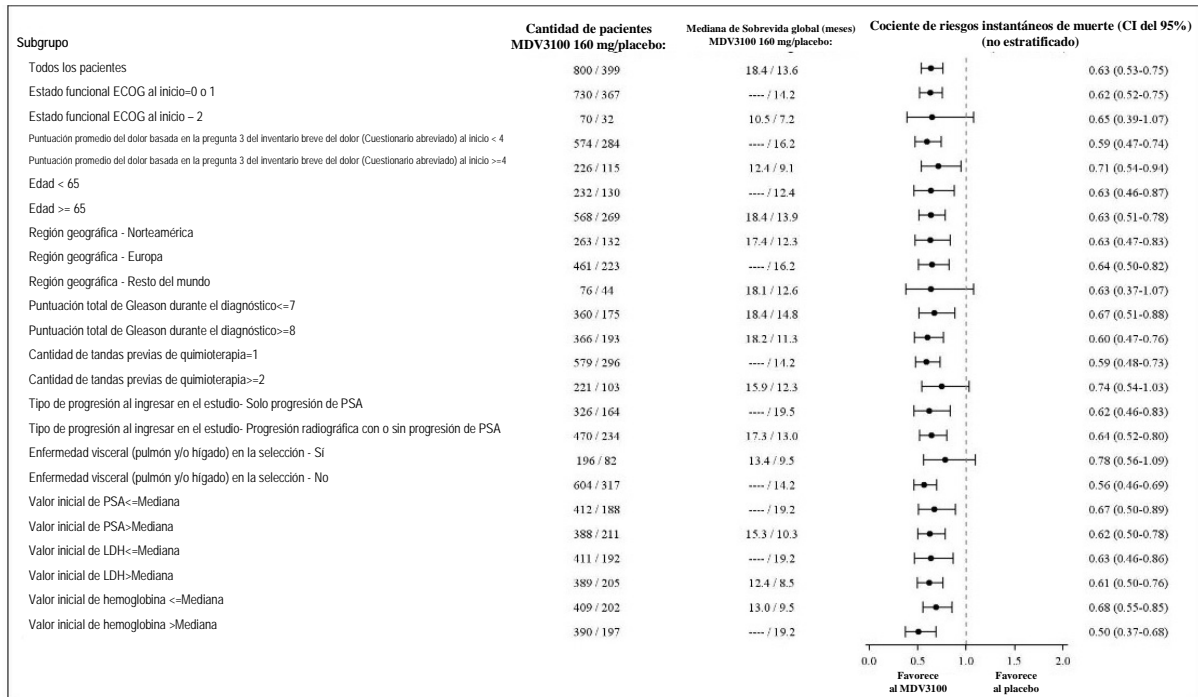 Subgrupo
Cantidad de pacientes
MDV3100 160 mg/placebo:
Mediana de Sobrevida global (meses)
MDV3100 160 mg/placebo:
Cociente de riesgos instantáneos de muerte (CI del 95%)
(no estratificado)
Todos los pacientes 800 / 399 18.4 / 13.6 0.63 (0.53-0.75)
Estado funcional ECOG al inicio=0 o 1 730 / 367 ---- / 14.2 0.62 (0.52-0.75)
Estado funcional ECOG al inicio – 2 70 / 32 10.5 / 7.2 0.65 (0.39-1.07)
Puntuación promedio del dolor basada en la pregunta 3 del inventario breve del dolor (Cuestionario abreviado) al inicio < 4 574 / 284 ---- / 16.2 0.59 (0.47-0.74)
Puntuación promedio del dolor basada en la pregunta 3 del inventario breve del dolor (Cuestionario abreviado) al inicio >=4 226 / 115 12.4 / 9.1 0.71 (0.54-0.94)
Edad < 65 232 / 130 ---- / 12.4 0.63 (0.46-0.87)
Edad >= 65 568 / 269 18.4 / 13.9 0.63 (0.51-0.78)
Región geográfica - Norteamérica 263 / 132 17.4 / 12.3 0.63 (0.47-0.83)
Región geográfica - Europa 461 / 223 ---- / 16.2 0.64 (0.50-0.82)
Región geográfica - Resto del mundo 76 / 44 18.1 / 12.6 0.63 (0.37-1.07)
Puntuación total de Gleason durante el diagnóstico<=7 360 / 175 18.4 / 14.8 0.67 (0.51-0.88)
Puntuación total de Gleason durante el diagnóstico>=8 366 / 193 18.2 / 11.3 0.60 (0.47-0.76)
Cantidad de tandas previas de quimioterapia=1 579 / 296 ---- / 14.2 0.59 (0.48-0.73)
Cantidad de tandas previas de quimioterapia>=2 221 / 103 15.9 / 12.3 0.74 (0.54-1.03)
Tipo de progresión al ingresar en el estudio- Solo progresión de PSA 326 / 164 ---- / 19.5 0.62 (0.46-0.83)
Tipo de progresión al ingresar en el estudio- Progresión radiográfica con o sin progresión de PSA 470 / 234 17.3 / 13.0 0.64 (0.52-0.80)
Enfermedad visceral (pulmón y/o hígado) en la selección - Sí 196 / 82 13.4 / 9.5 0.78 (0.56-1.09)
Enfermedad visceral (pulmón y/o hígado) en la selección - No 604 / 317 ---- / 14.2 0.56 (0.46-0.69)
Valor inicial de PSA<=Mediana 412 / 188 ---- / 19.2 0.67 (0.50-0.89)
Valor inicial de PSA>Mediana 388 / 211 15.3 / 10.3 0.62 (0.50-0.78)
Valor inicial de LDH<=Mediana 411 / 192 ---- / 19.2 0.63 (0.46-0.86)
Valor inicial de LDH>Mediana 389 / 205 12.4 / 8.5 0.61 (0.50-0.76)
Valor inicial de hemoglobina <=Mediana 409 / 202 13.0 / 9.5 0.68 (0.55-0.85)
Valor inicial de hemoglobina >Mediana 390 / 197 ---- / 19.2 0.50 (0.37-0.68)
0.0 0.5 1.0 1.5 2.0
Favorece al MDV3100
Favorece al placebo